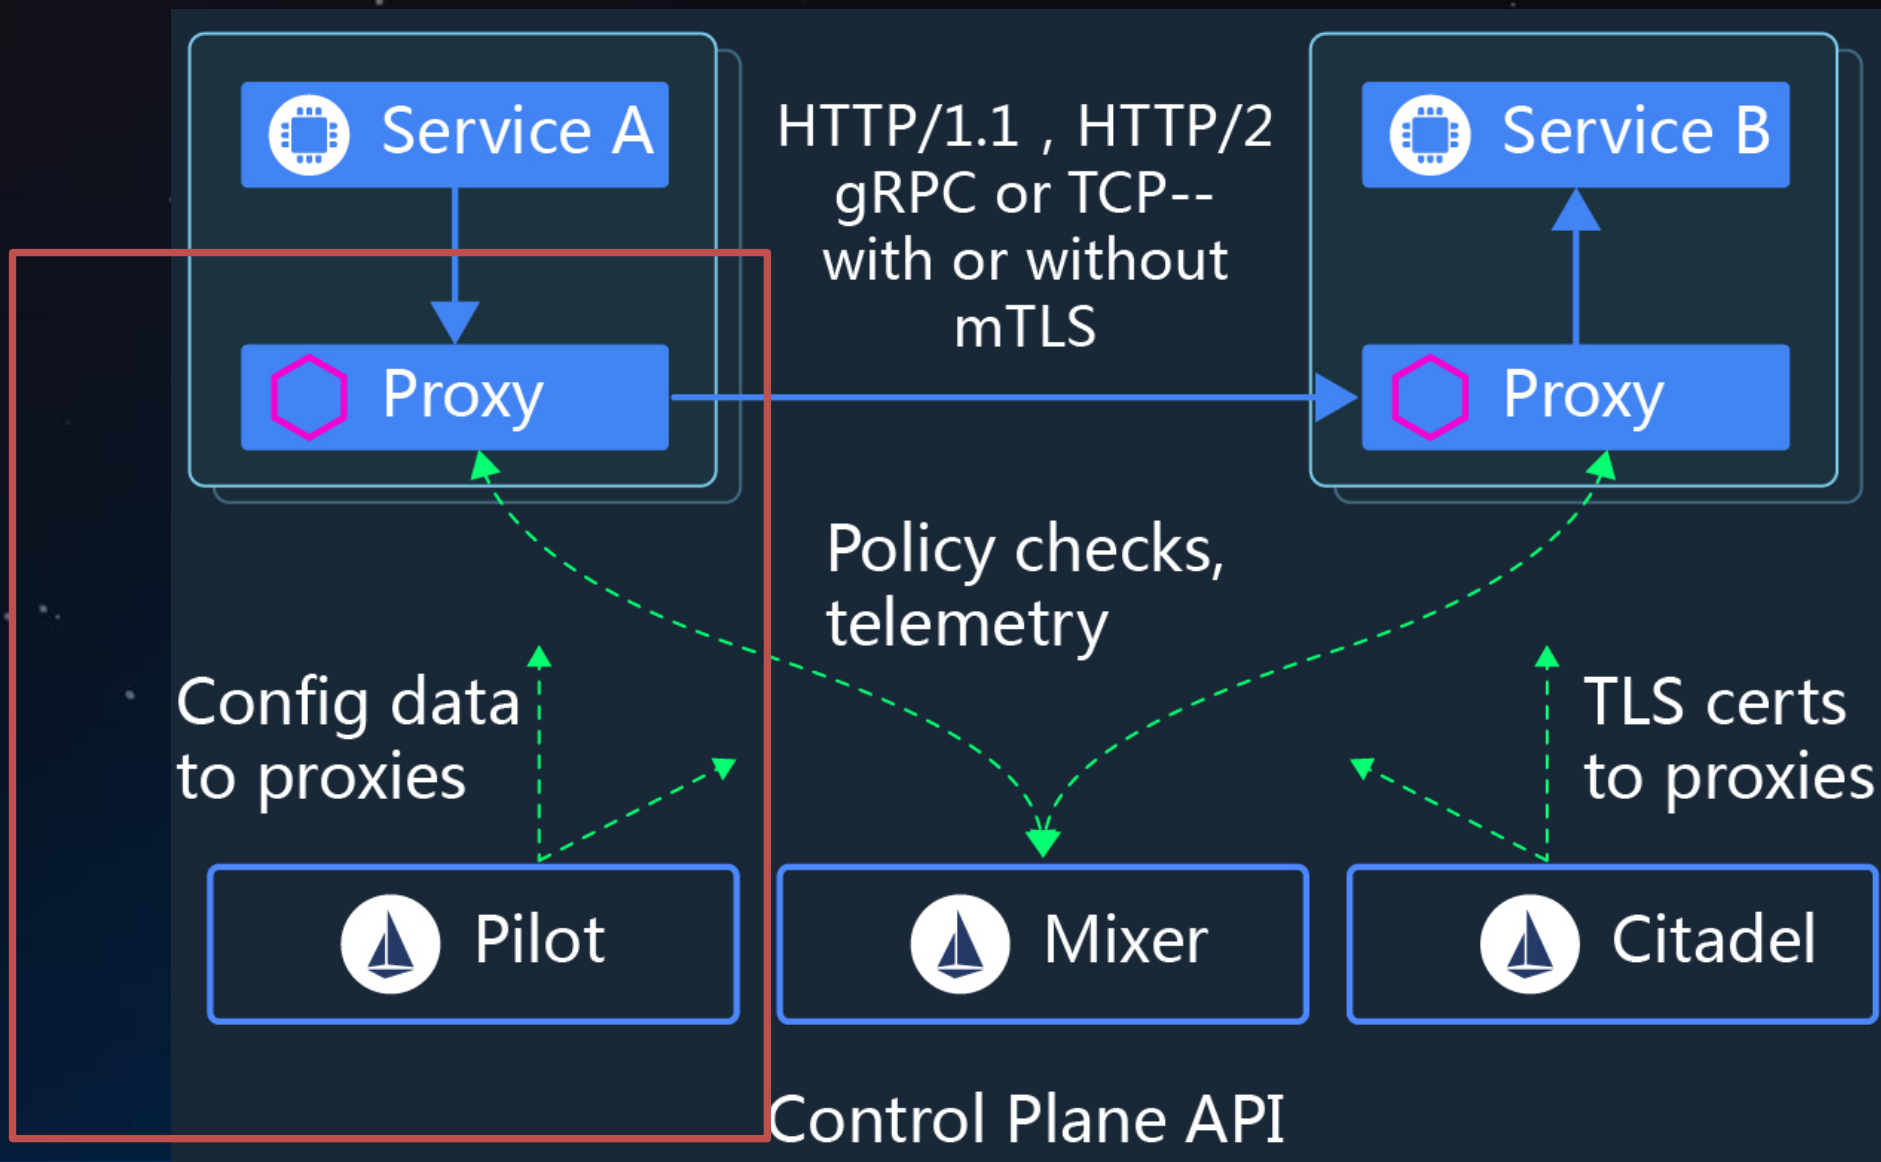 Service A
HTTP/1.1 , HTTP/2
gRPC or TCP--
with or without
mTLS
Service B
Proxy
Proxy
Policy checks,
telemetry
Config data
to proxies
TLS certs
to proxies
Pilot
Mixer
Citadel
Control Plane API